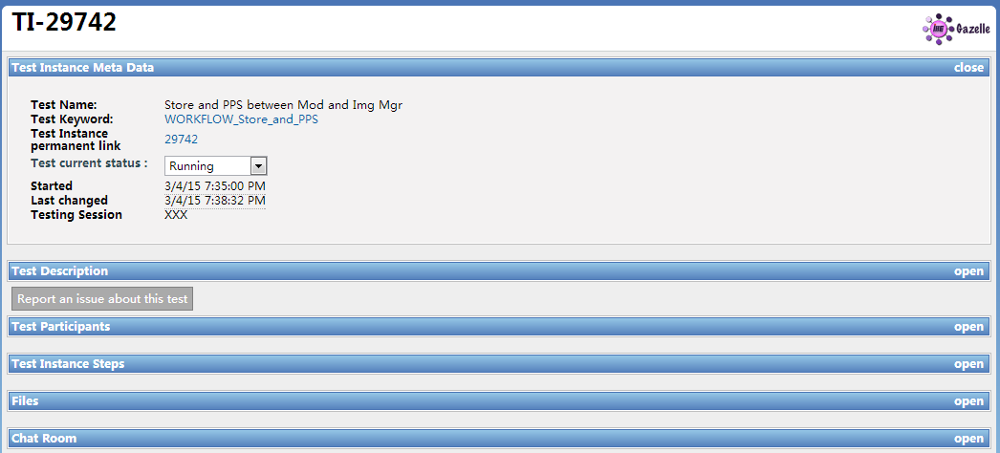 TI-29742
IHE Gazelle
Test Instance Meta Data close
Test Name: Store and PPS between Mod and Img Mgr
Test Keyword: WORKFLOW_Store_and_PPS
Test Instance
permanent link 29742
Test current status : Running
Started 3/4/15 7:35:00 PM
Last changed 3/4/15 7:38:32 PM
Testing Session XXX
Test Description open
Report an issue about this test
Test Participants open
Test Instance Steps open
Files open
Chat Room open